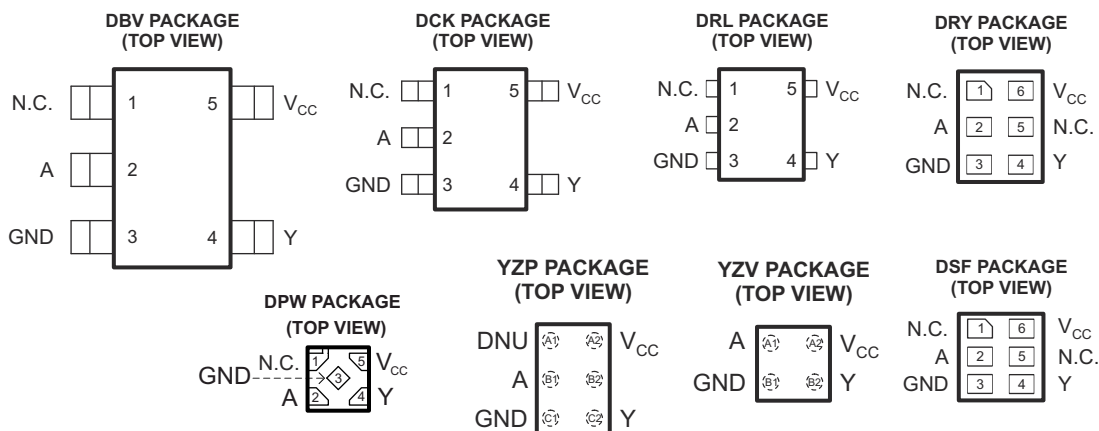 DBV PACKAGE
(TOP VIEW)
N.C. 1 5 VCC
A 2
GND 3 4 Y
DCK PACKAGE
(TOP VIEW)
N.C. 1 5 VCC
A 2
GND 3 4 Y
DRL PACKAGE
(TOP VIEW)
N.C. 1 5 VCC
A 2
GND 3 4 Y
DRY PACKAGE
(TOP VIEW)
N.C. 1 6 VCC
A 2 5 N.C.
GND 3 4 Y
DPW PACKAGE
(TOP VIEW)
N.C. 1 5 VCC
GND 3
A 2 4 Y
YZP PACKAGE
(TOP VIEW)
DNU A1 A2 VCC
A B1 B2
GND C1 C2 Y
YZV PACKAGE
(TOP VIEW)
A A1 A2 VCC
GND B1 B2 Y
DSF PACKAGE
(TOP VIEW)
N.C. 1 6 VCC
A 2 5 N.C.
GND 3 4 Y